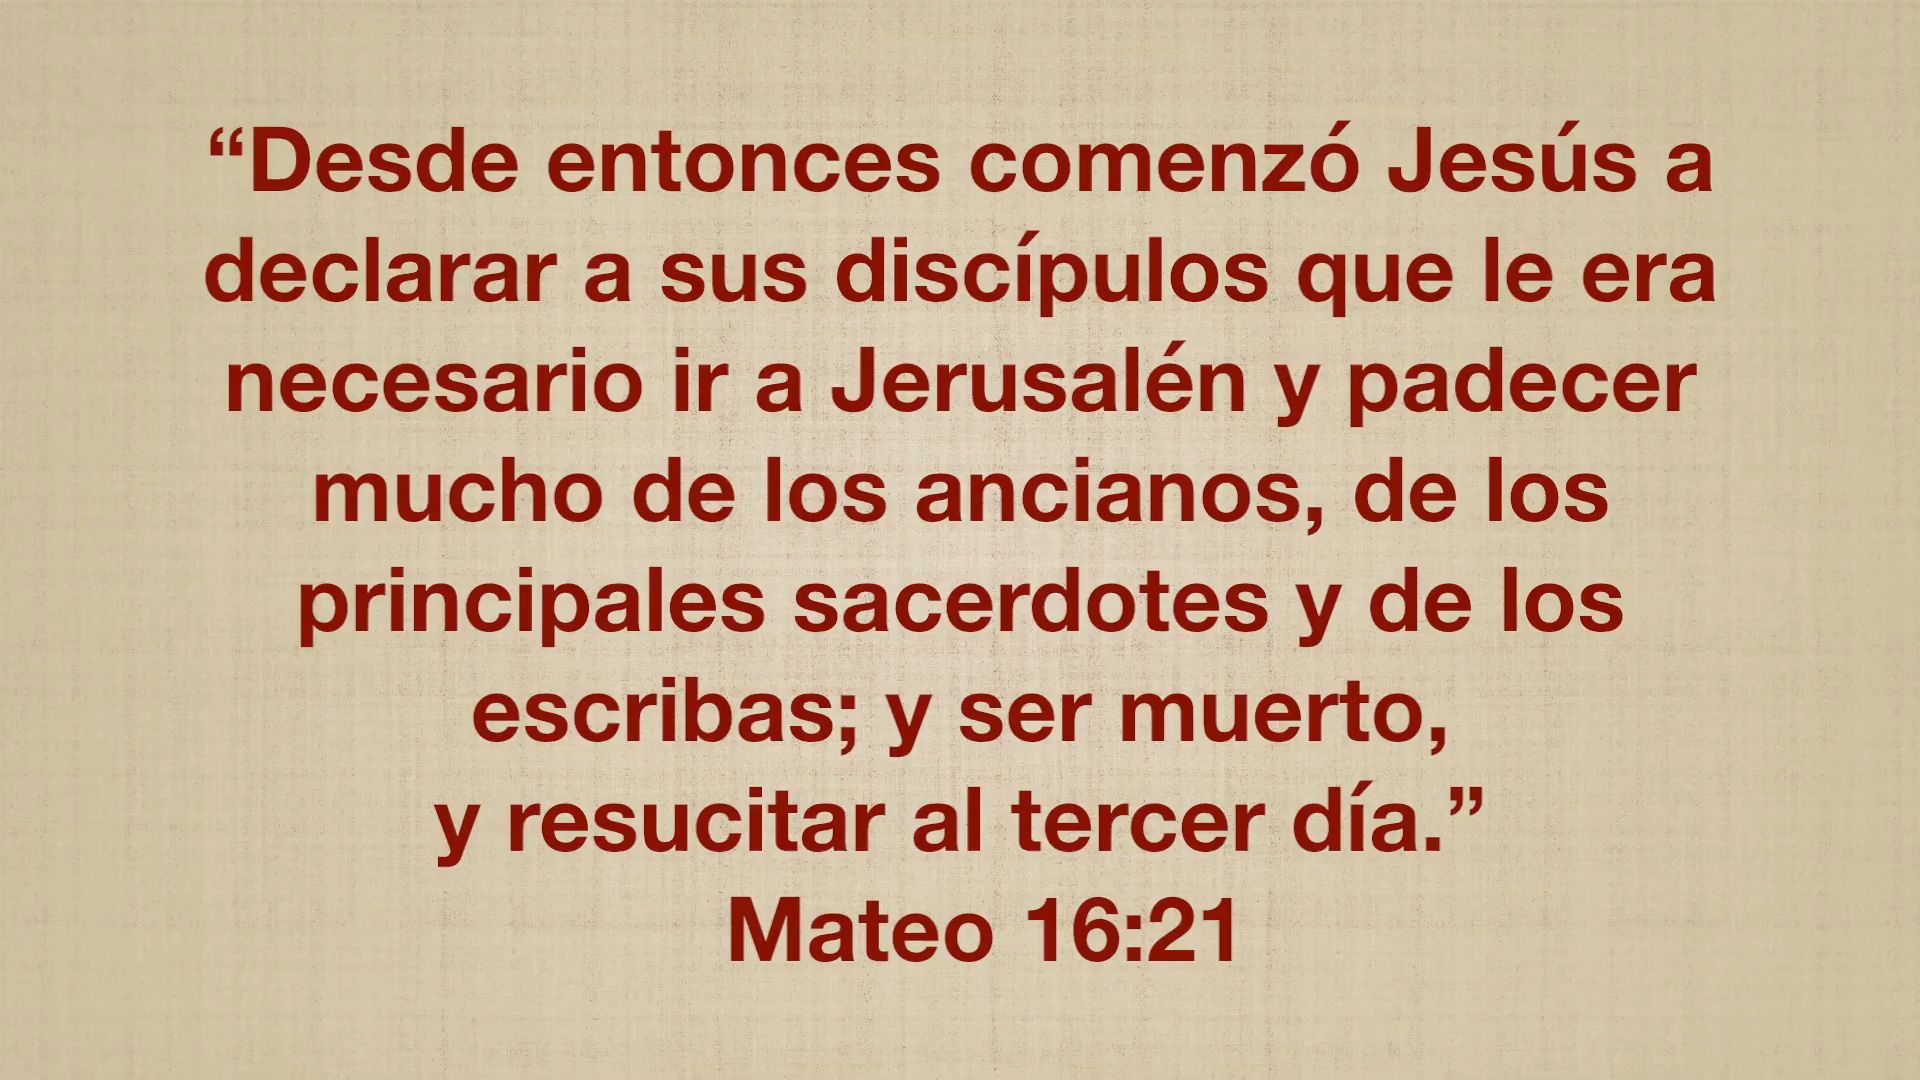 “Desde entonces comenzó Jesús a
declarar a sus discípulos que le era
necesario ir a Jerusalén y padecer
mucho de los ancianos, de los
principales sacerdotes y de los
escribas; y ser muerto,
y resucitar al tercer día.”
Mateo 16:21